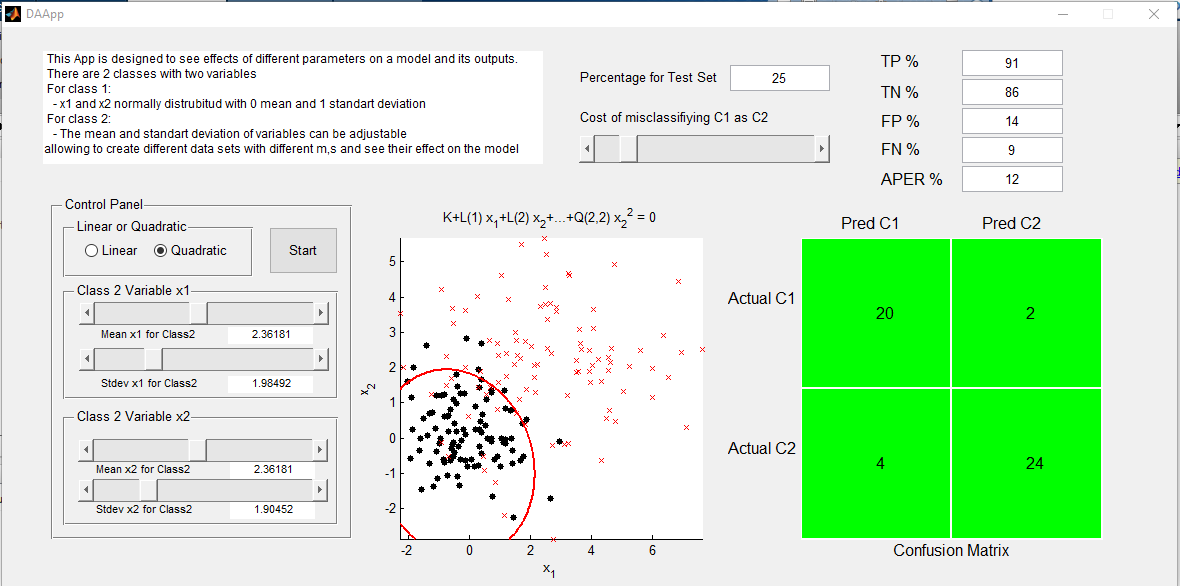 DAApp
This App is designed to see effects of different parameters on a model and its outputs.
There are 2 classes with two variables
For class 1:
- x1 and x2 normally distrubitud with 0 mean and 1 standart deviation
For class 2:
- The mean and standart deviation of variables can be adjustable
allowing to create different data sets with different m,s and see their effect on the model
Percentage for Test Set 25
Cost of misclassifiying C1 as C2
TP % 91
TN % 86
FP % 14
FN % 9
APER % 12
Control Panel
Linear or Quadratic
Linear Quadratic
Start
Class 2 Variable x1
Mean x1 for Class2 2.36181
Stdev x1 for Class2 1.98492
Class 2 Variable x2
Mean x2 for Class2 2.36181
Stdev x2 for Class2 1.90452
K+L(1) x1+L(2) x2+...+Q(2,2) x2^2 = 0
5
4
3
2
1
0
-1
-2
x2
-2 0 2 4 6
x1
Pred C1 Pred C2
Actual C1 20 2
Actual C2 4 24
Confusion Matrix